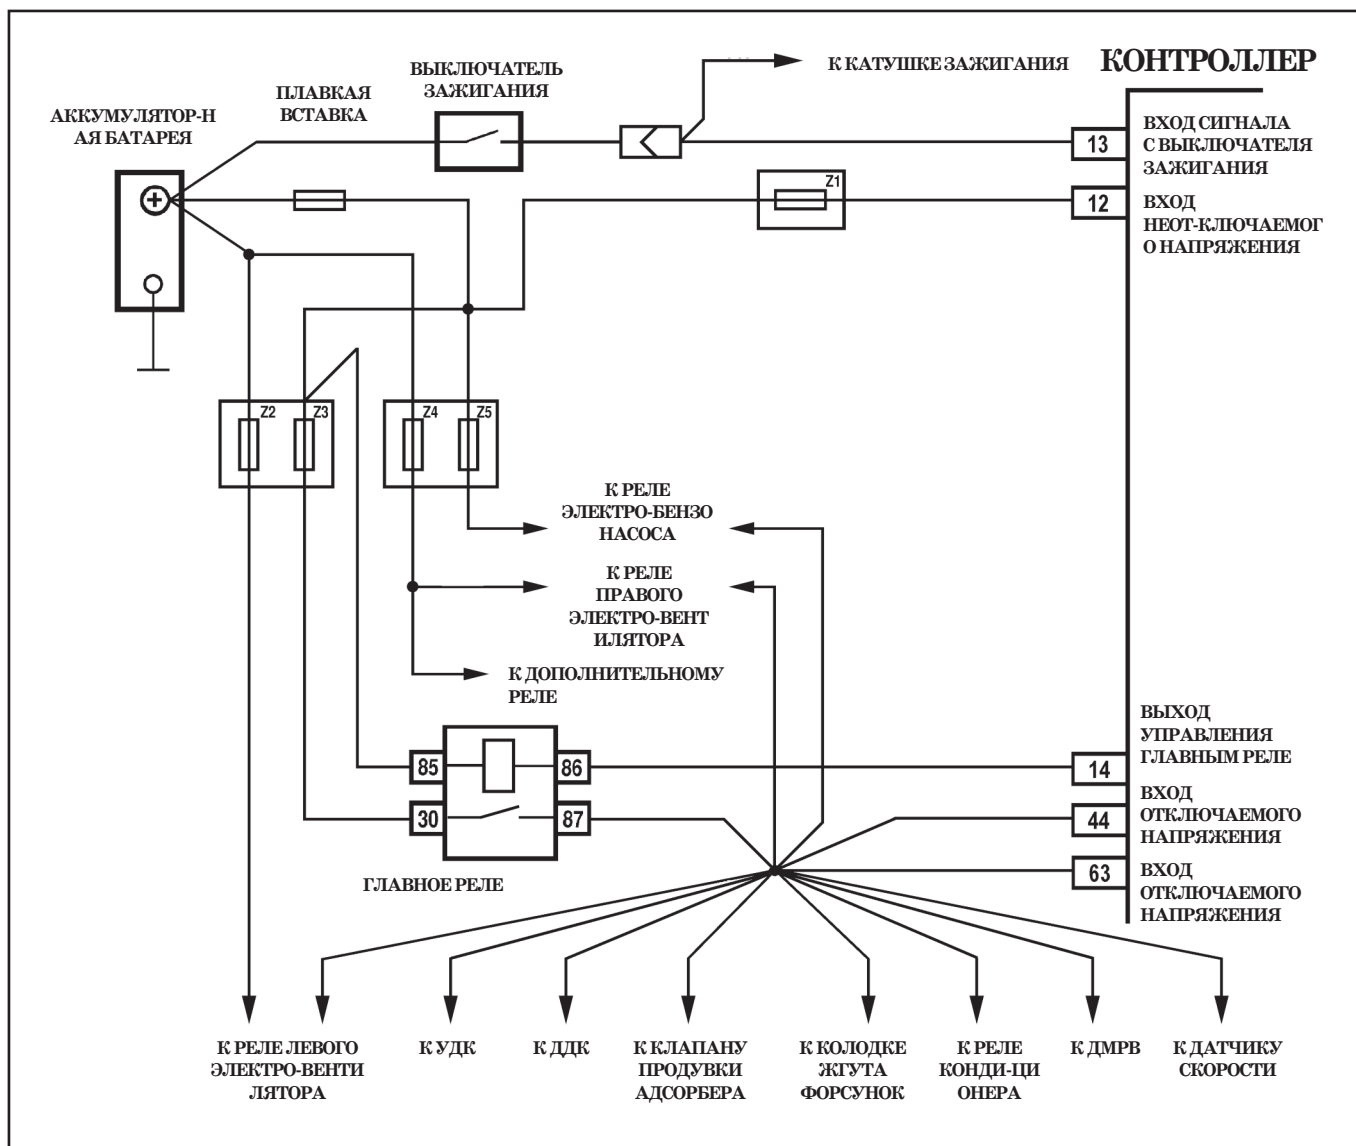 КОНТРОЛЛЕР
К КАТУШКЕ ЗАЖИГАНИЯ
ВЫКЛЮЧАТЕЛЬ
ЗАЖИГАНИЯ
ПЛАВКАЯ
ВСТАВКА
АККУМУЛЯТОР-Н
АЯ БАТАРЕЯ
13
ВХОД СИГНАЛА
С ВЫКЛЮЧАТЕЛЯ
ЗАЖИГАНИЯ
Z1
12
ВХОД
НЕОТ-КЛЮЧАЕМОГ
О НАПРЯЖЕНИЯ
+
Z2
Z3
Z4
Z5
К РЕЛЕ
ЭЛЕКТРО-БЕНЗО
НАСОСА
К РЕЛЕ
ПРАВОГО
ЭЛЕКТРО-ВЕНТ
ИЛЯТОРА
К ДОПОЛНИТЕЛЬНОМУ
РЕЛЕ
85
86
30
87
ГЛАВНОЕ РЕЛЕ
14
ВЫХОД
УПРАВЛЕНИЯ
ГЛАВНЫМ РЕЛЕ
44
ВХОД
ОТКЛЮЧАЕМОГО
НАПРЯЖЕНИЯ
63
ВХОД
ОТКЛЮЧАЕМОГО
НАПРЯЖЕНИЯ
К РЕЛЕ ЛЕВОГО
ЭЛЕКТРО-ВЕНТИ
ЛЯТОРА
К УДК
К ДДК
К КЛАПАНУ
ПРОДУВКИ
АДСОРБЕРА
К КОЛОДКЕ
ЖГУТА
ФОРСУНОК
К РЕЛЕ
КОНДИ-ЦИ
ОНЕРА
К ДМРВ
К ДАТЧИКУ
СКОРОСТИ